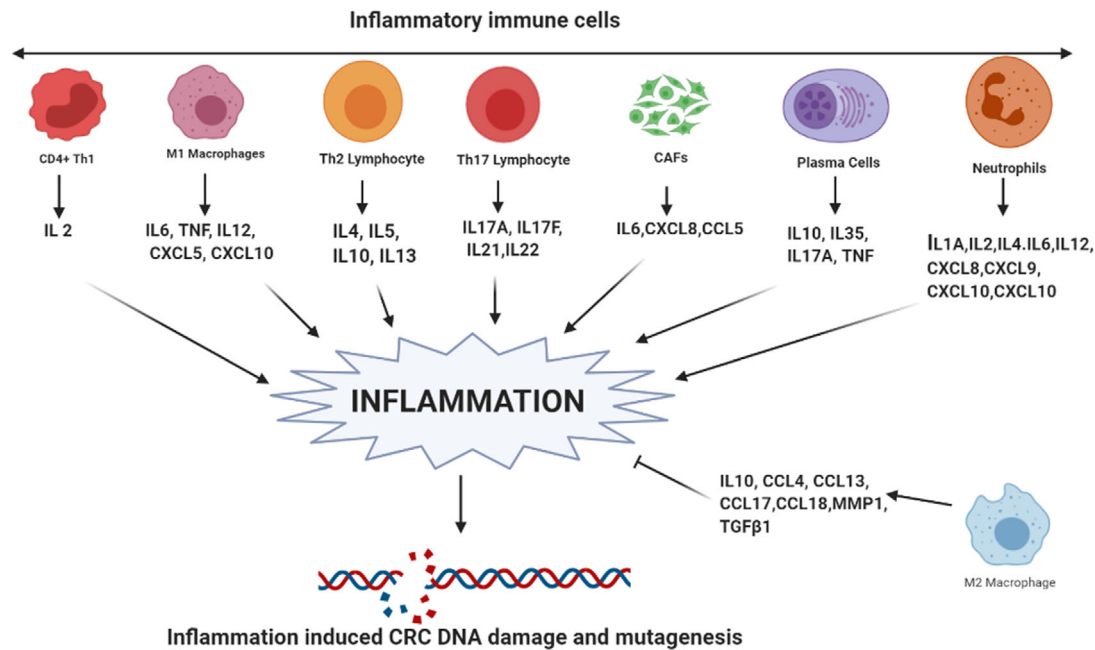 Inflammatory immune cells
CD4+ Th1
M1 Macrophages
Th2 Lymphocyte
Th17 Lymphocyte
CAFs
Plasma Cells
Neutrophils
IL 2
IL6, TNF, IL12,
CXCL5, CXCL10
IL4, IL5,
IL10, IL13
IL17A, IL17F,
IL21,IL22
IL6,CXCL8,CCL5
IL10, IL35,
IL17A, TNF
IL1A,IL2,IL4.IL6,IL12,
CXCL8,CXCL9,
CXCL10,CXCL10
INFLAMMATION
IL10, CCL4, CCL13,
CCL17,CCL18,MMP1,
TGFβ1
M2 Macrophage
Inflammation induced CRC DNA damage and mutagenesis